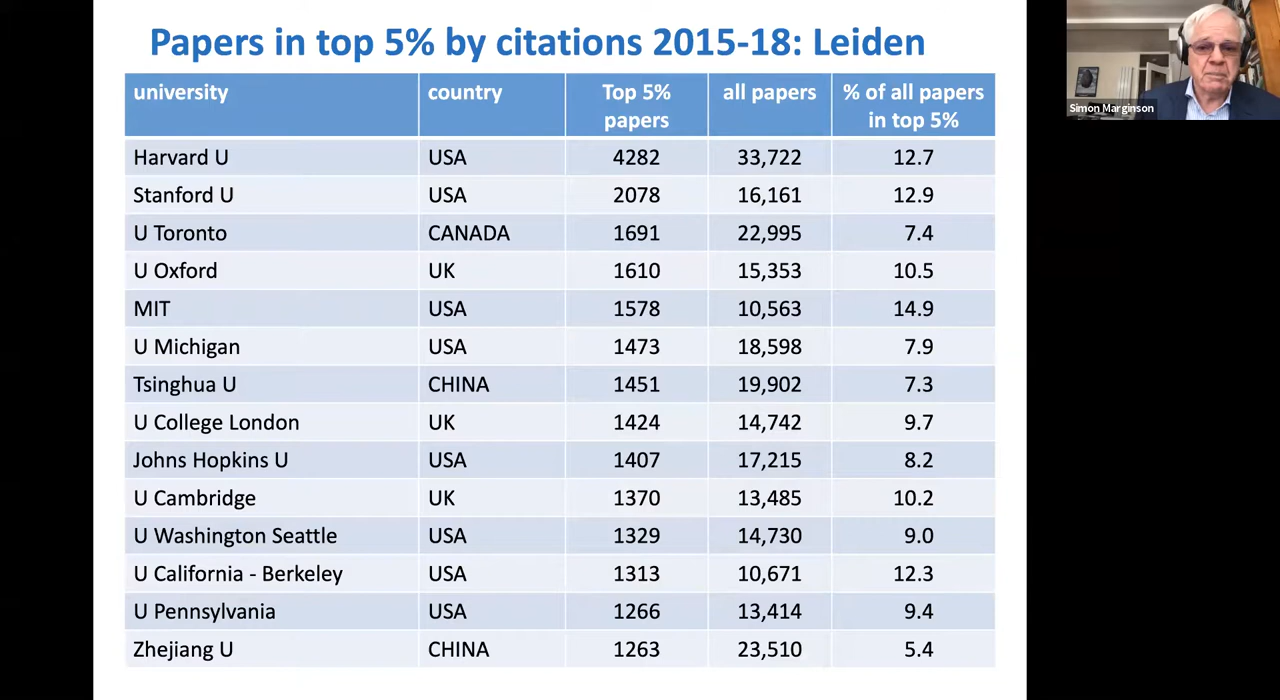 Papers in top 5% by citations 2015-18: Leiden
Simon Marginson
university country Top 5% papers all papers % of all papers in top 5%
Harvard U USA 4282 33,722 12.7
Stanford U USA 2078 16,161 12.9
U Toronto CANADA 1691 22,995 7.4
U Oxford UK 1610 15,353 10.5
MIT USA 1578 10,563 14.9
U Michigan USA 1473 18,598 7.9
Tsinghua U CHINA 1451 19,902 7.3
U College London UK 1424 14,742 9.7
Johns Hopkins U USA 1407 17,215 8.2
U Cambridge UK 1370 13,485 10.2
U Washington Seattle USA 1329 14,730 9.0
U California - Berkeley USA 1313 10,671 12.3
U Pennsylvania USA 1266 13,414 9.4
Zhejiang U CHINA 1263 23,510 5.4